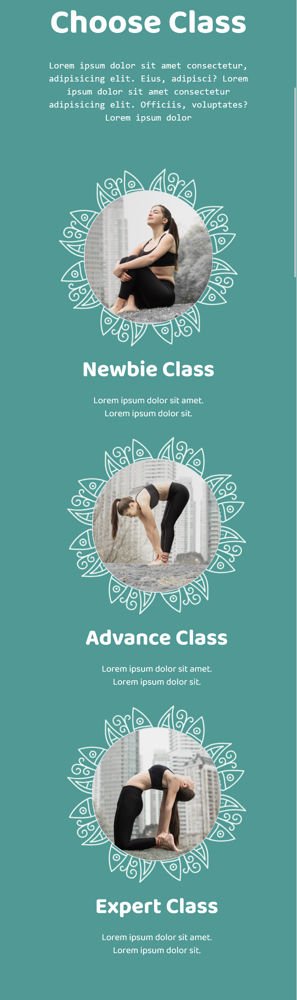 Choose Class
Lorem ipsum dolor sit amet consectetur,
adipisicing elit. Eius, adipisci? Lorem
ipsum dolor sit amet consectetur
adipisicing elit. Officiis, voluptates?
Lorem ipsum dolor
Newbie Class
Lorem ipsum dolor sit amet.
Lorem ipsum dolor sit.
Advance Class
Lorem ipsum dolor sit amet.
Lorem ipsum dolor sit.
Expert Class
Lorem ipsum dolor sit amet.
Lorem ipsum dolor sit.